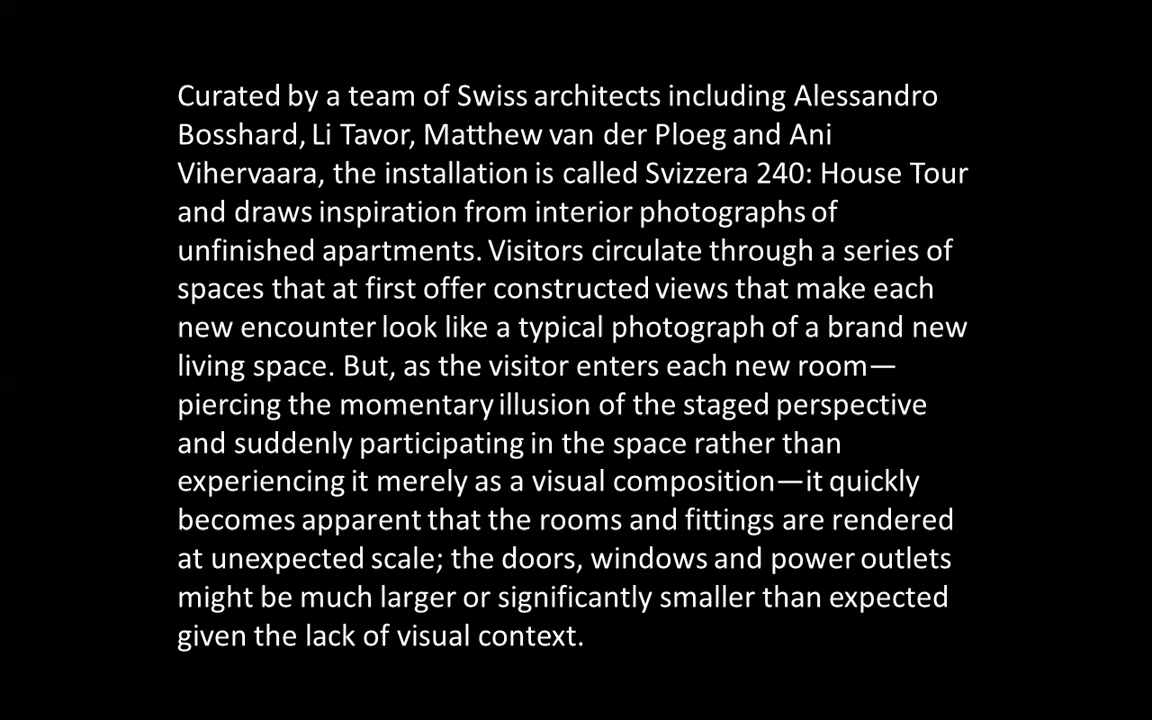 Curated by a team of Swiss architects including Alessandro
Bosshard, Li Tavor, Matthew van der Ploeg and Ani
Vihervaara, the installation is called Svizzera 240: House Tour
and draws inspiration from interior photographs of
unfinished apartments. Visitors circulate through a series of
spaces that at first offer constructed views that make each
new encounter look like a typical photograph of a brand new
living space. But, as the visitor enters each new room—
piercing the momentary illusion of the staged perspective
and suddenly participating in the space rather than
experiencing it merely as a visual composition—it quickly
becomes apparent that the rooms and fittings are rendered
at unexpected scale; the doors, windows and power outlets
might be much larger or significantly smaller than expected
given the lack of visual context.